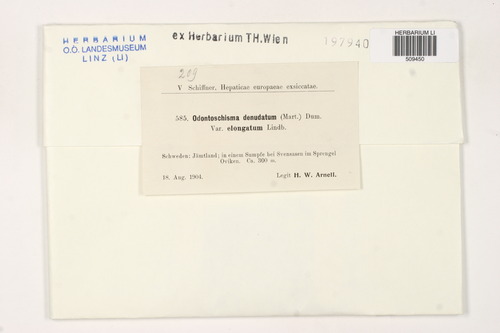 HERBARIUM
O.Ö. LANDESMUSEUM
LINZ (LI)
ex Herbarium TH.Wien
197940
HERBARIUM LI
509450
209
V Schiffner, Hepaticae europaeae exsiccatae.
585. Odontoschisma denudatum (Mart.) Dum.
Var. elongatum Lindb.
Schweden: Jämtland; in einem Sumpfe bei Svensåsen im Sprengel
Oviken. Ca. 300 m.
18. Aug. 1904.
Legit H. W. Arnell.